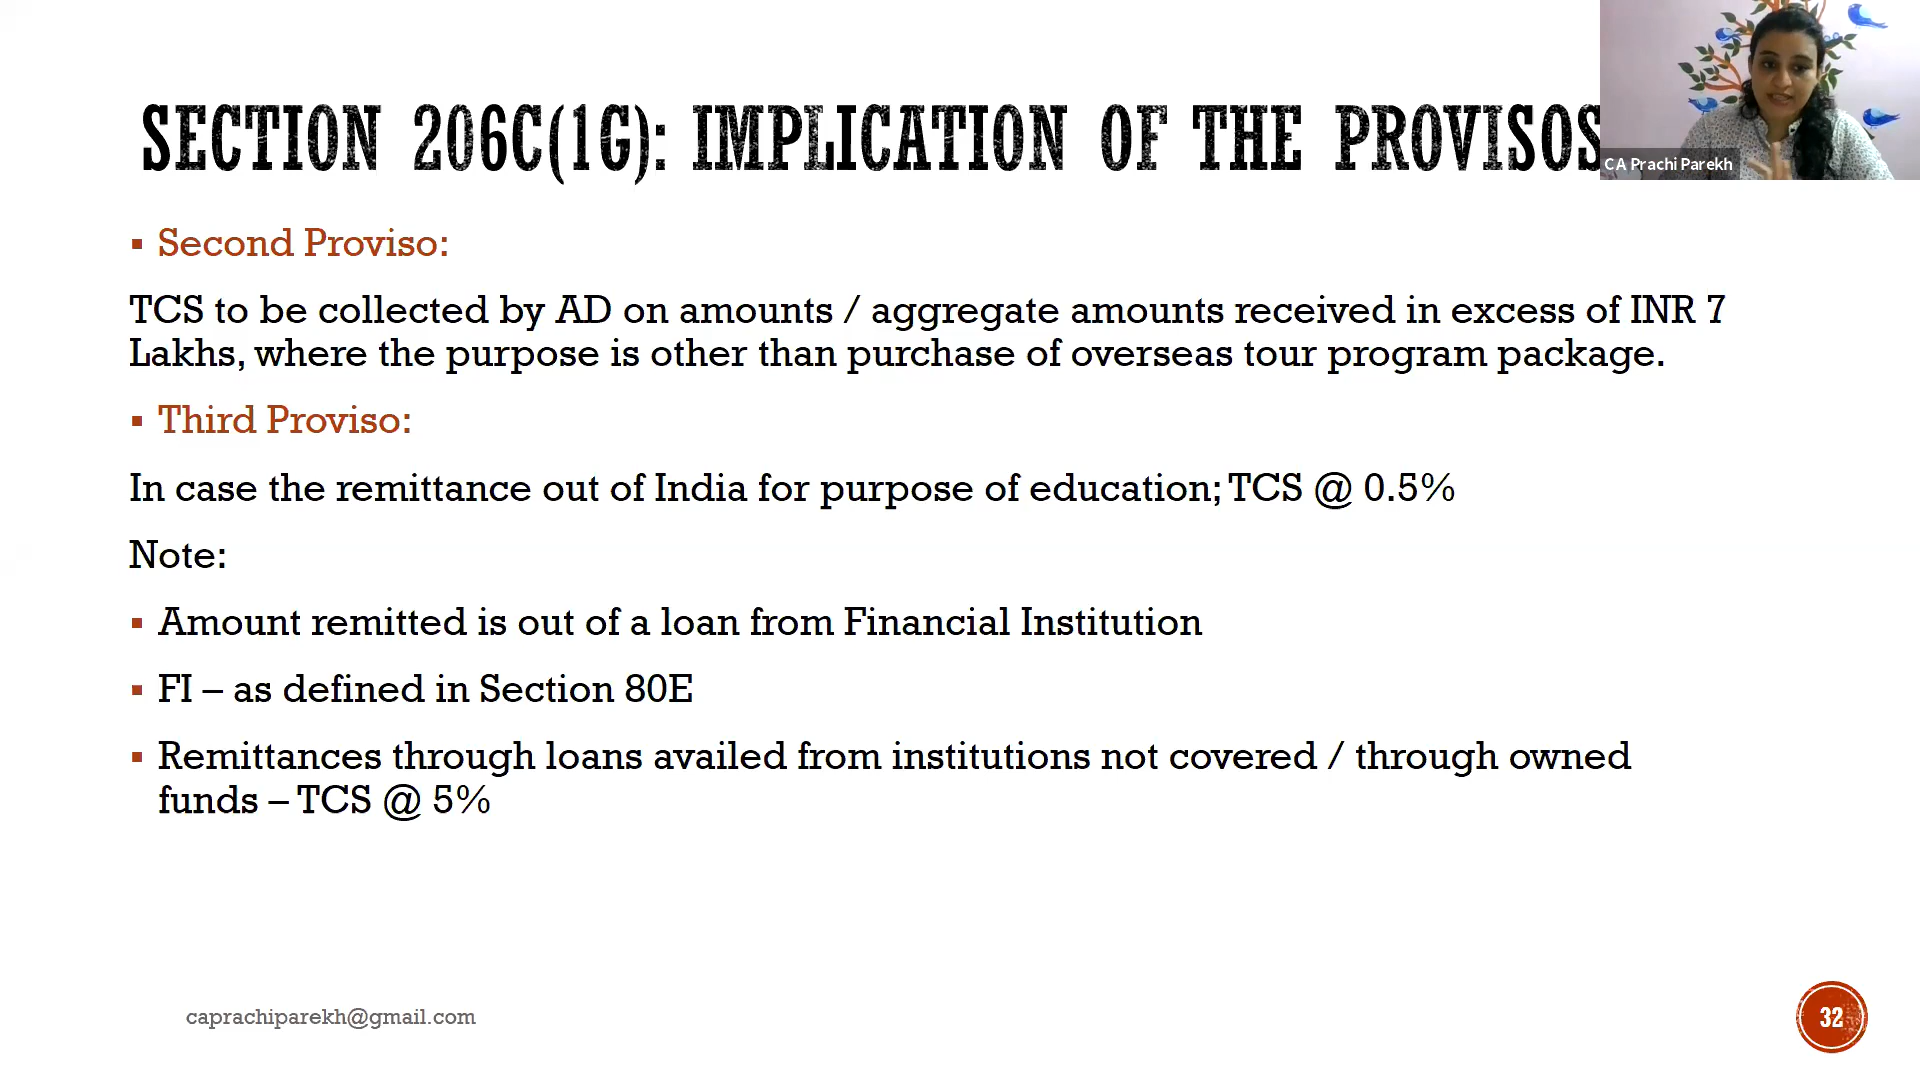 SECTION 206C(1G): IMPLICATION OF THE PROVISOS
CA Prachi Parekh
▪ Second Proviso:
TCS to be collected by AD on amounts / aggregate amounts received in excess of INR 7
Lakhs, where the purpose is other than purchase of overseas tour program package.
▪ Third Proviso:
In case the remittance out of India for purpose of education; TCS @ 0.5%
Note:
▪ Amount remitted is out of a loan from Financial Institution
▪ FI – as defined in Section 80E
▪ Remittances through loans availed from institutions not covered / through owned
funds – TCS @ 5%
caprachiparekh@gmail.com
32